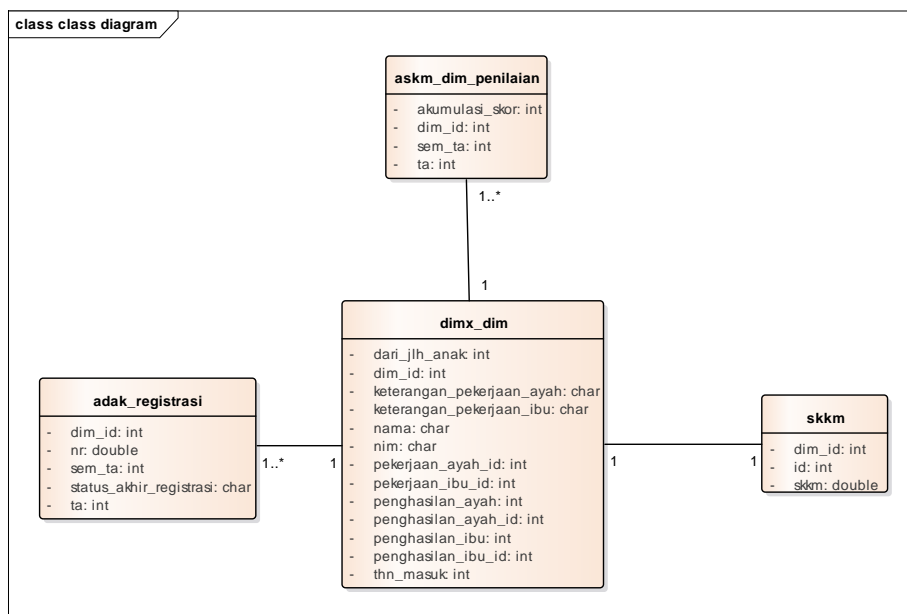 class class diagram
askm_dim_penilaian
- akumulasi_skor: int
- dim_id: int
- sem_ta: int
- ta: int
1..*
1
dimx_dim
- dari_jlh_anak: int
- dim_id: int
- keterangan_pekerjaan_ayah: char
- keterangan_pekerjaan_ibu: char
- nama: char
- nim: char
- pekerjaan_ayah_id: int
- pekerjaan_ibu_id: int
- penghasilan_ayah: int
- penghasilan_ayah_id: int
- penghasilan_ibu: int
- penghasilan_ibu_id: int
- thn_masuk: int
adak_registrasi
- dim_id: int
- nr: double
- sem_ta: int
- status_akhir_registrasi: char
- ta: int
1..*
1
skkm
- dim_id: int
- id: int
- skkm: double
1
1